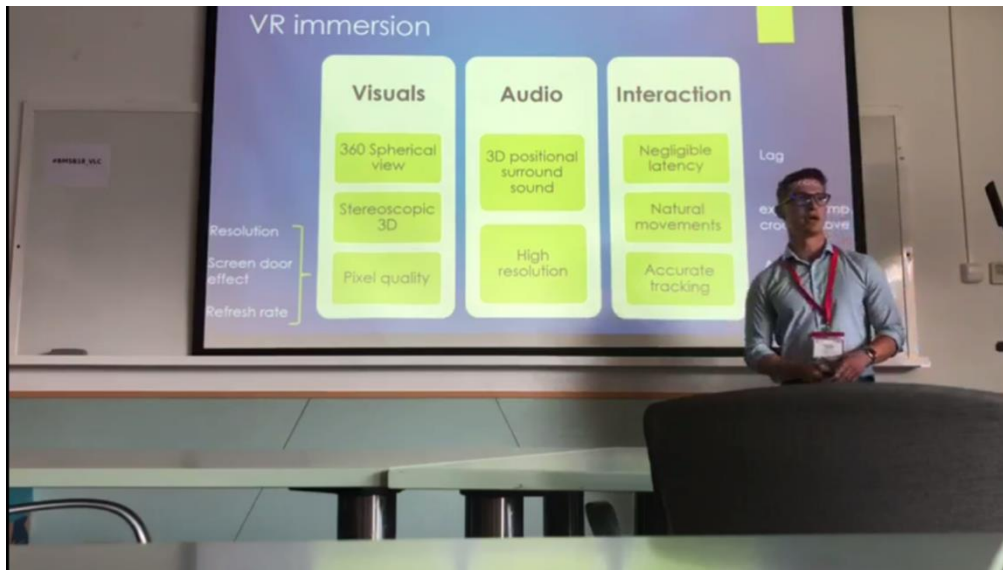 VR immersion
Visuals
360 Spherical
view
Stereoscopic
3D
Pixel quality
Resolution
Screen door
effect
Refresh rate
Audio
3D positional
surround
sound
High
resolution
Interaction
Negligible
latency
Natural
movements
Accurate
tracking
Lag
#BMSB18_VLC